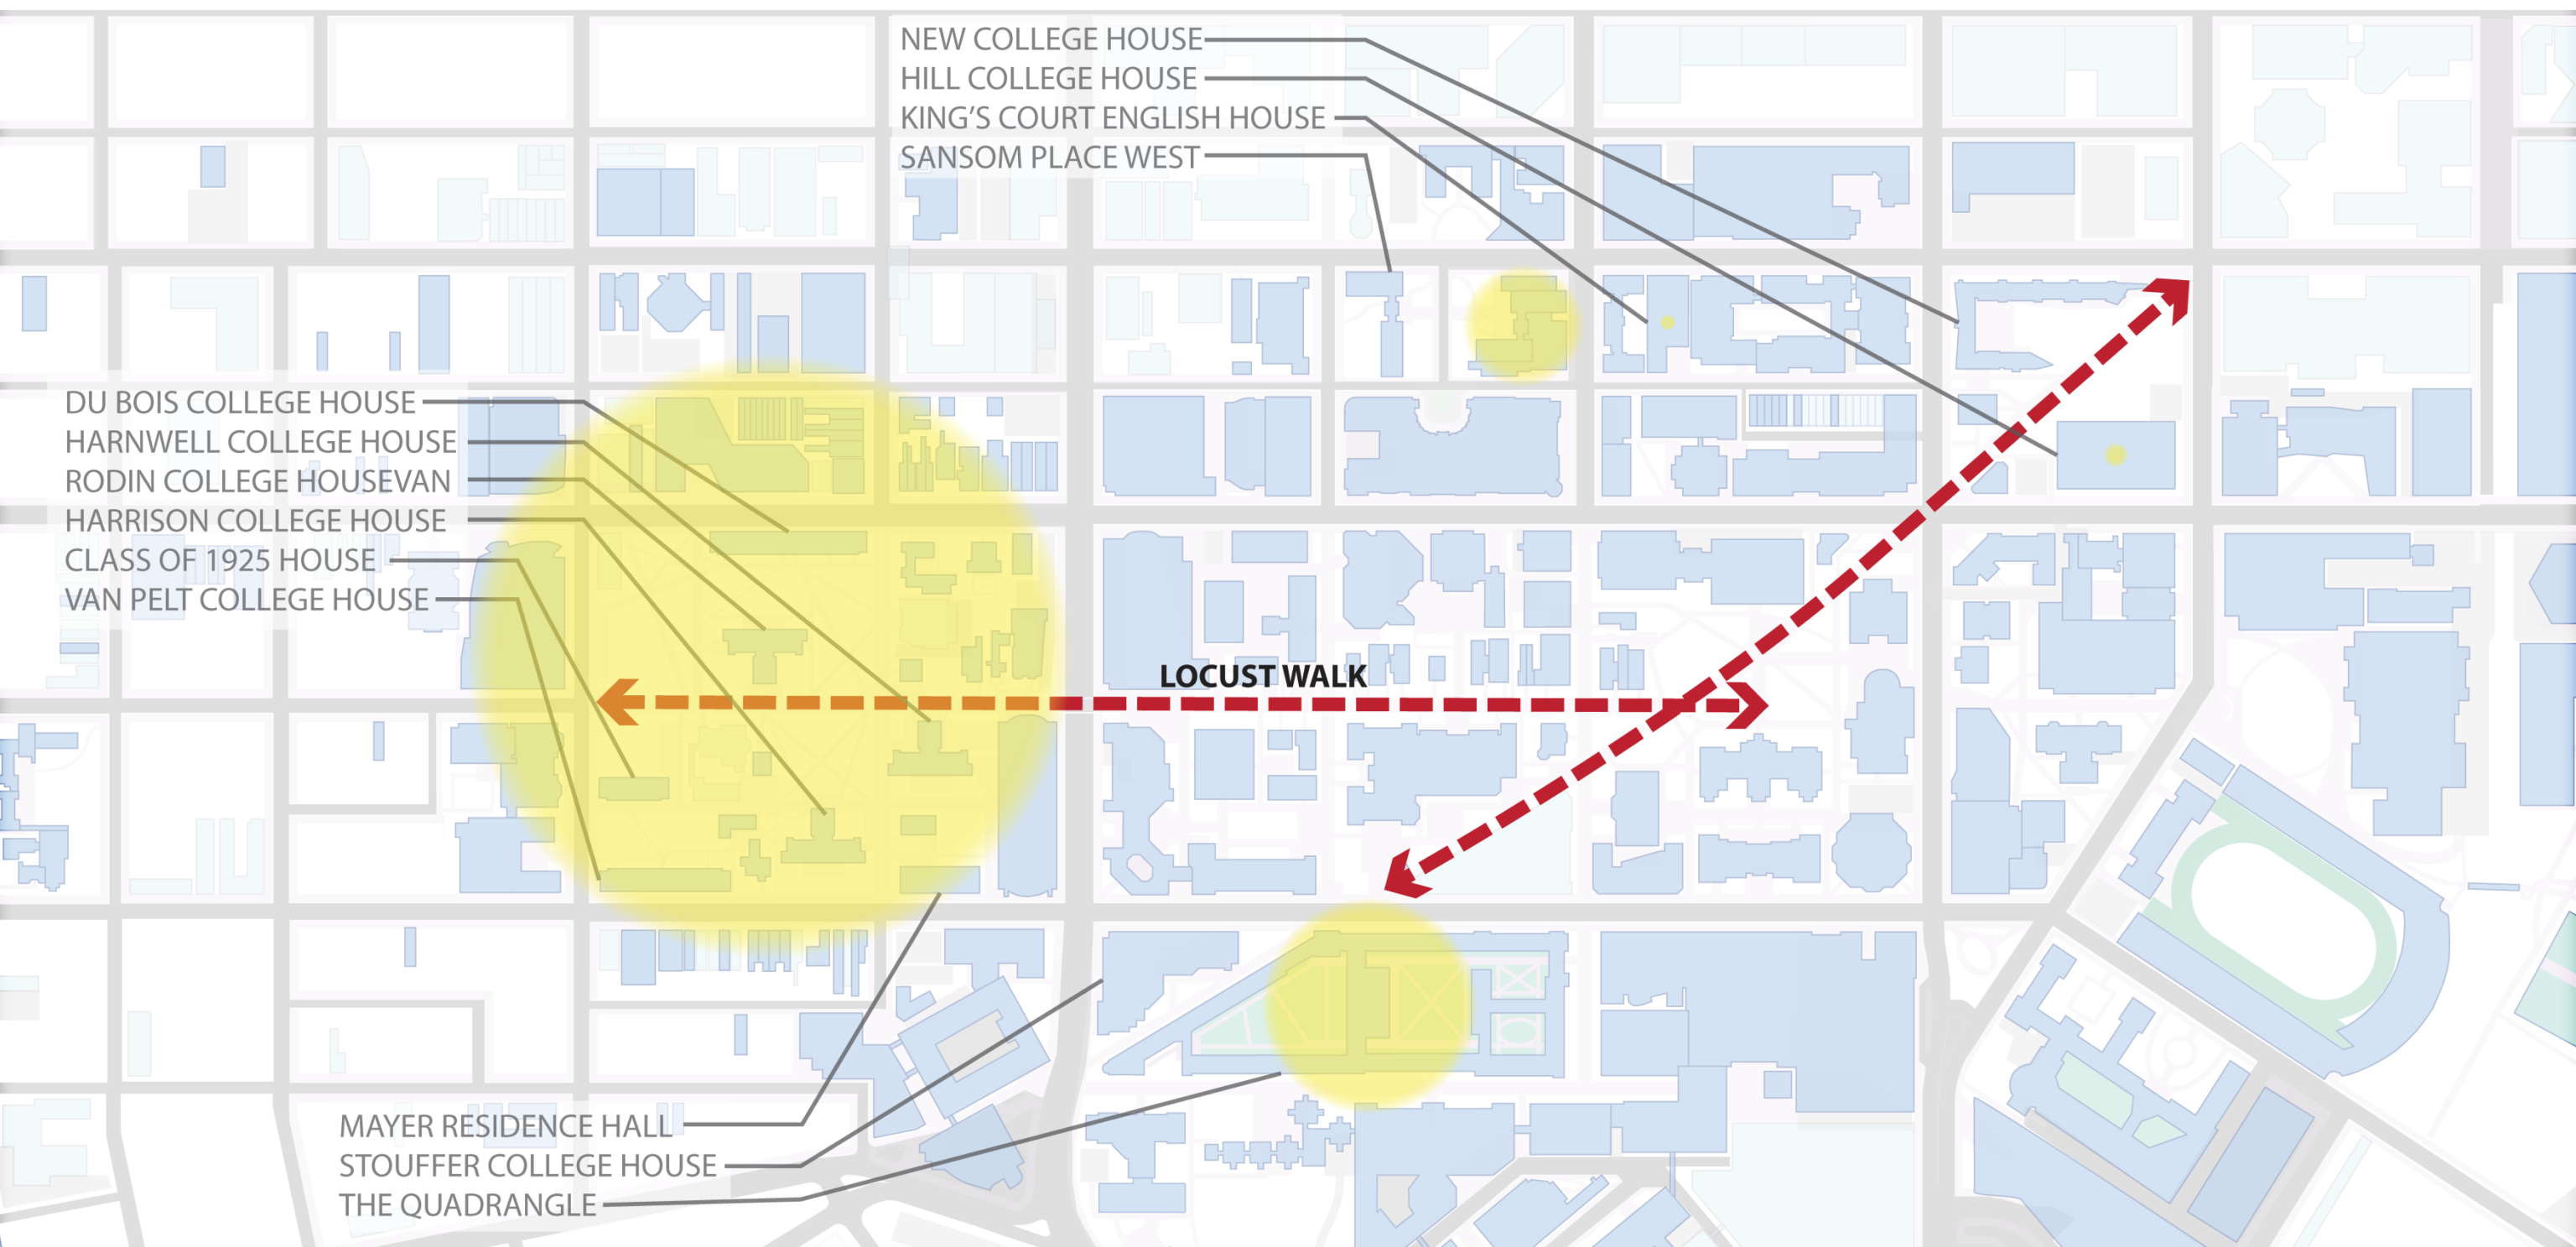 NEW COLLEGE HOUSE
HILL COLLEGE HOUSE
KING'S COURT ENGLISH HOUSE
SANSOM PLACE WEST
DU BOIS COLLEGE HOUSE
HARNWELL COLLEGE HOUSE
RODIN COLLEGE HOUSEVAN
HARRISON COLLEGE HOUSE
CLASS OF 1925 HOUSE
VAN PELT COLLEGE HOUSE
LOCUST WALK
MAYER RESIDENCE HALL
STOUFFER COLLEGE HOUSE
THE QUADRANGLE